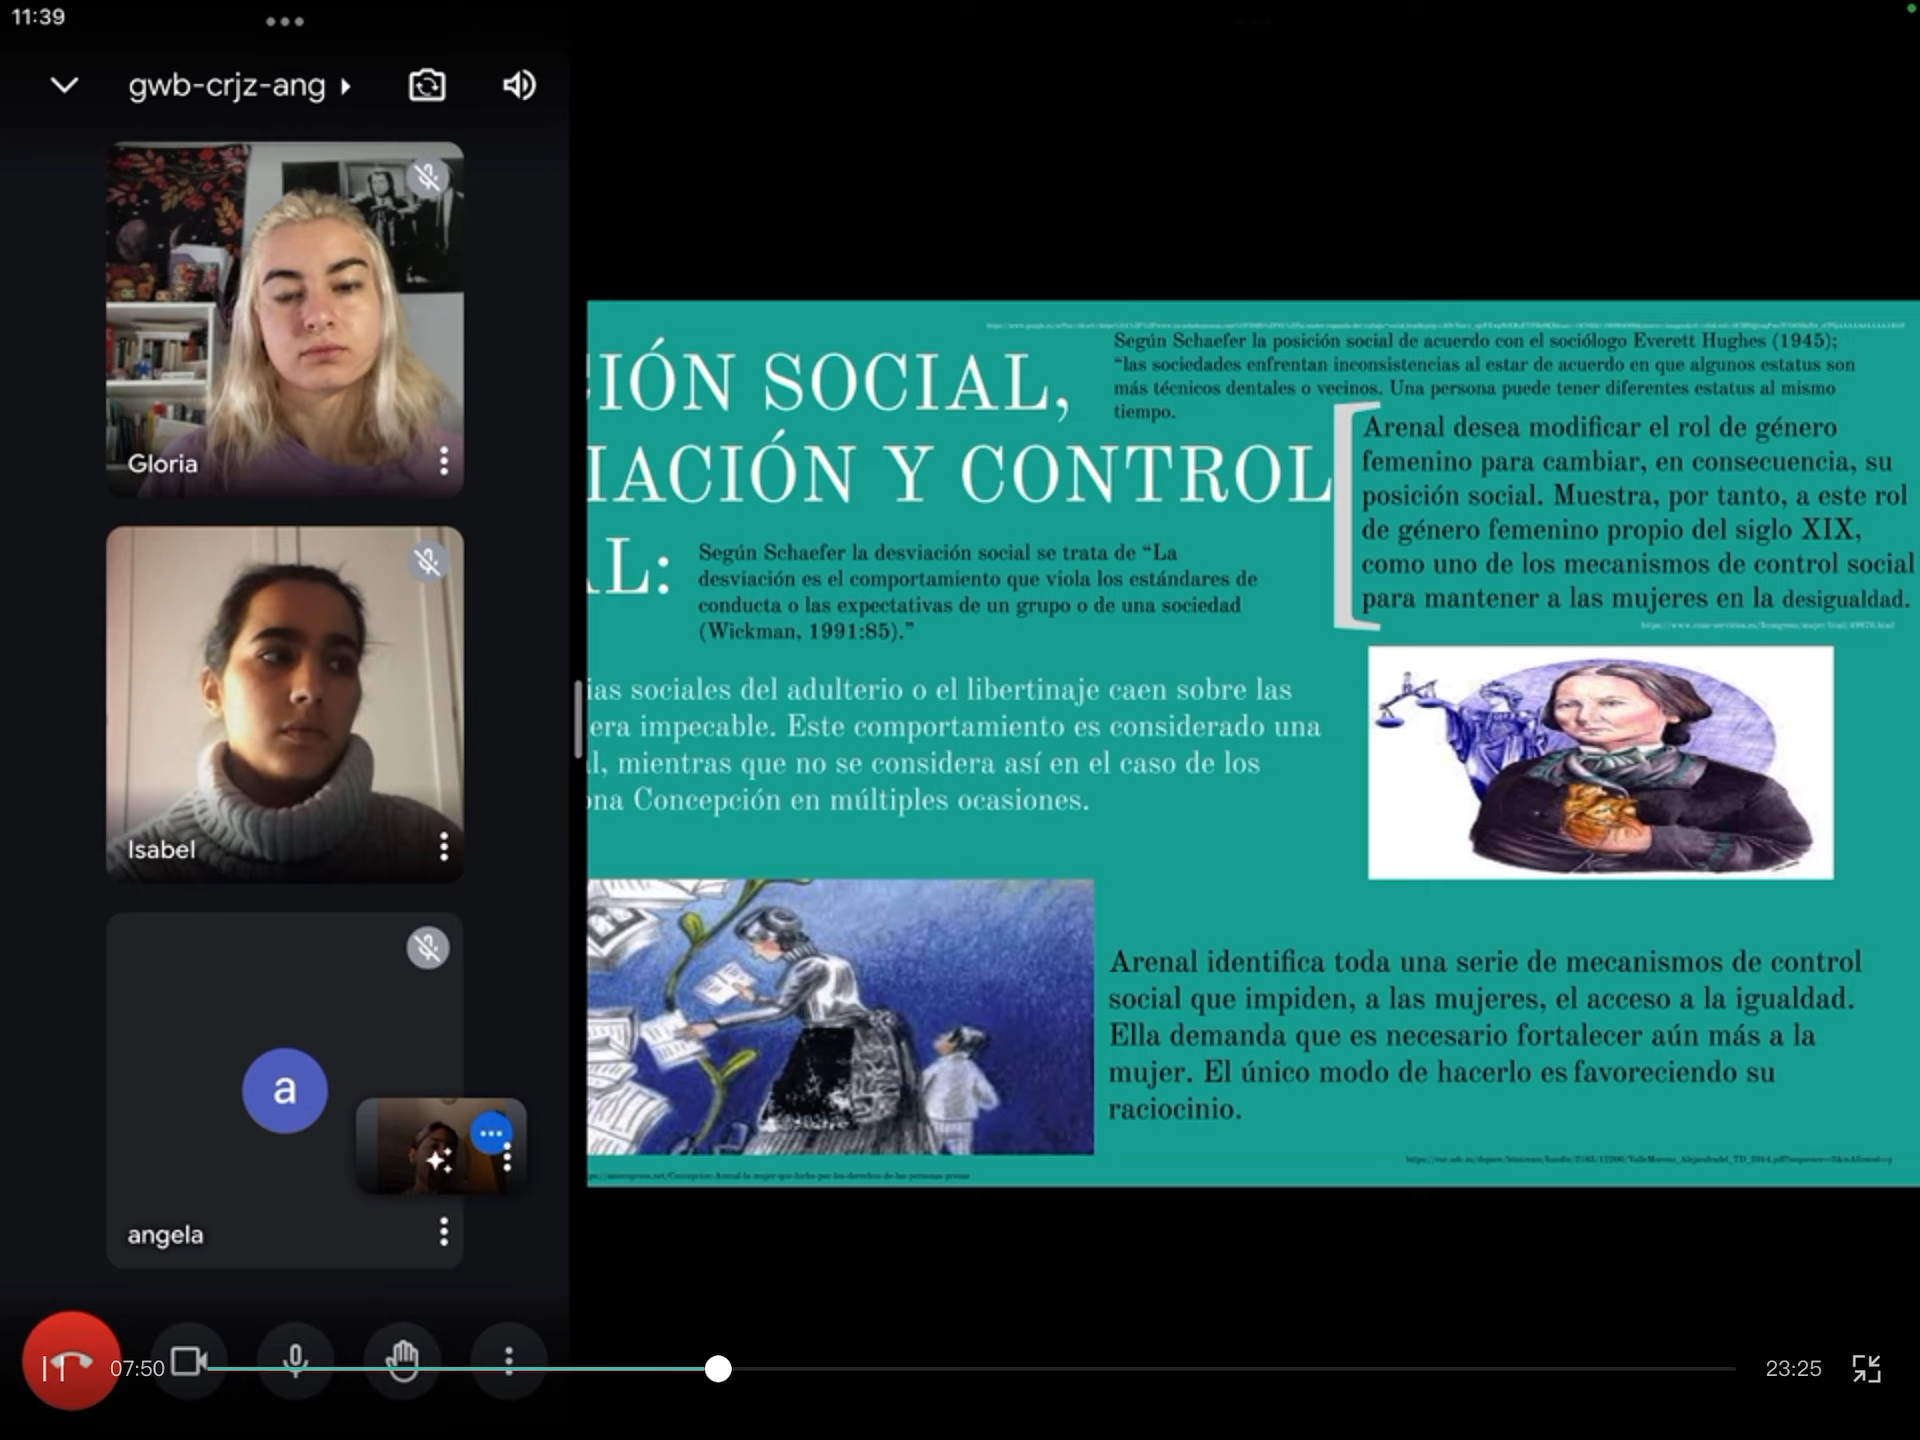 11:39
gwb-crjz-ang
Gloria
Isabel
a
angela
07:50
23:25
CIÓN SOCIAL,
IACIÓN Y CONTROL
AL:
Según Schaefer la posición social de acuerdo con el sociólogo Everett Hughes (1945);
“las sociedades enfrentan inconsistencias al estar de acuerdo en que algunos estatus son
más técnicos dentales o vecinos. Una persona puede tener diferentes estatus al mismo
tiempo.
Arenal desea modificar el rol de género
femenino para cambiar, en consecuencia, su
posición social. Muestra, por tanto, a este rol
de género femenino propio del siglo XIX,
como uno de los mecanismos de control social
para mantener a las mujeres en la desigualdad.
Según Schaefer la desviación social se trata de “La
desviación es el comportamiento que viola los estándares de
conducta o las expectativas de un grupo o de una sociedad
(Wickman, 1991:85).”
ias sociales del adulterio o el libertinaje caen sobre las
era impecable. Este comportamiento es considerado una
l, mientras que no se considera así en el caso de los
ona Concepción en múltiples ocasiones.
Arenal identifica toda una serie de mecanismos de control
social que impiden, a las mujeres, el acceso a la igualdad.
Ella demanda que es necesario fortalecer aún más a la
mujer. El único modo de hacerlo es favoreciendo su
raciocinio.